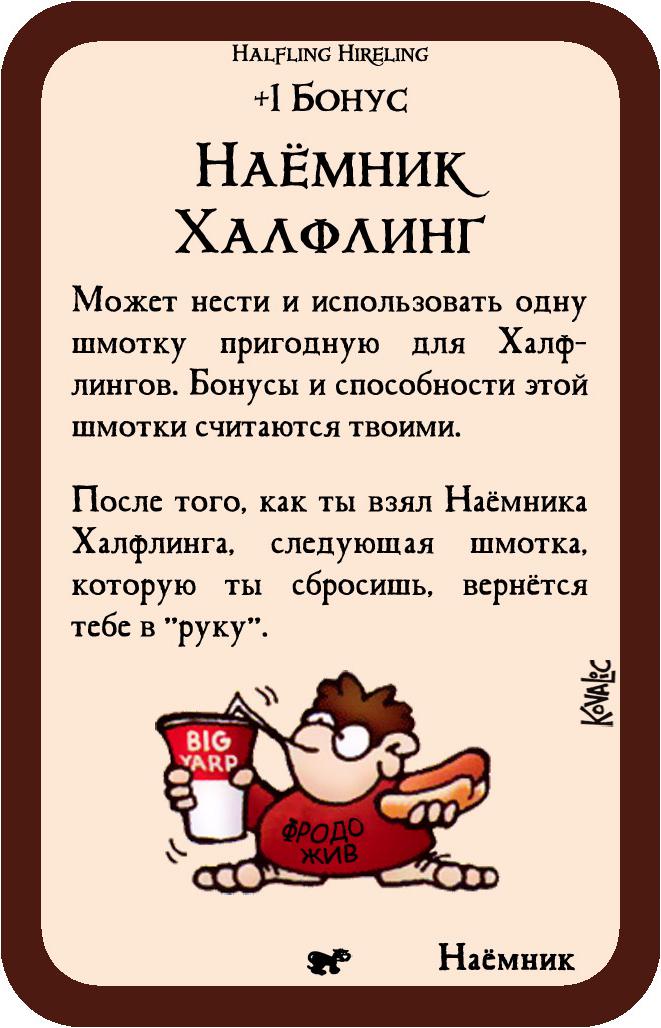 Halfling Hireling
+1 Бонус
Наёмник
Халфлинг
Может нести и использовать одну
шмотку пригодную для Халф-
лингов. Бонусы и способности этой
шмотки считаются твоими.
После того, как ты взял Наёмника
Халфлинга, следующая шмотка,
которую ты сбросишь, вернётся
тебе в "руку".
KOVALIC
BIG
YARP
ФРОДО
ЖИВ
Наёмник